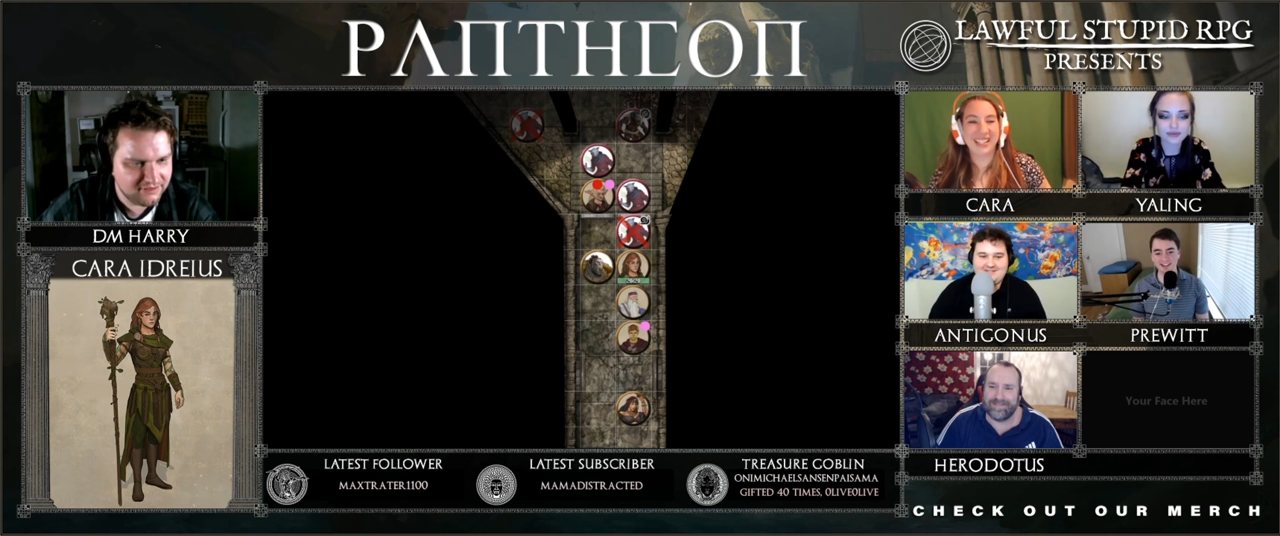 PANTHEON
LAWFUL STUPID RPG
PRESENTS
DM HARRY
CARA IDREIUS
CARA
YALING
ANTIGONUS
PREWITT
HERODOTUS
Your Face Here
LATEST FOLLOWER
MAXTRATER1100
LATEST SUBSCRIBER
MAMADISTRACTED
TREASURE GOBLIN
ONIMICHAELSANSENPAISAMA
GIFTED 40 TIMES, 0LIVE0LIVE
CHECK OUT OUR MERCH